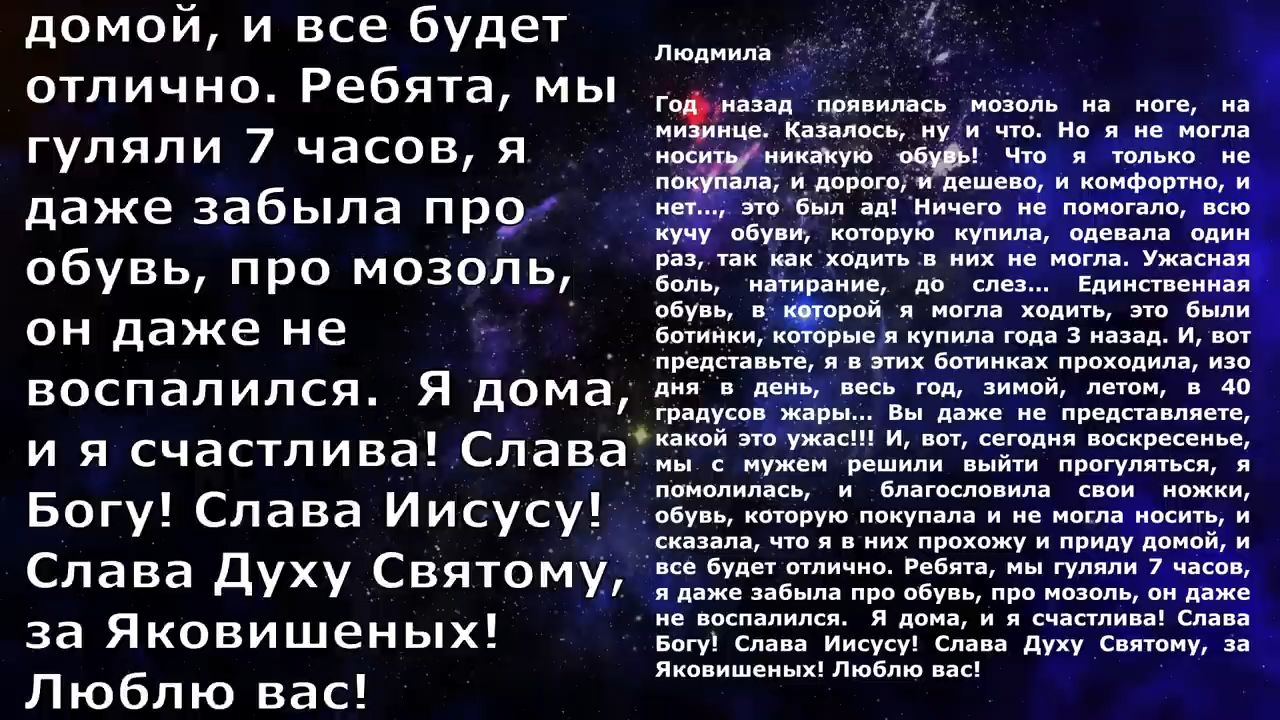 домой, и все будет
отлично. Ребята, мы
гуляли 7 часов, я
даже забыла про
обувь, про мозоль,
он даже не
воспалился.  Я дома,
и я счастлива! Слава
Богу! Слава Иисусу!
Слава Духу Святому,
за Яковишеных!
Люблю вас!
Людмила
Год назад появилась мозоль на ноге, на
мизинце. Казалось, ну и что. Но я не могла
носить никакую обувь! Что я только не
покупала, и дорого, и дешево, и комфортно, и
нет..., это был ад! Ничего не помогало, всю
кучу обуви, которую купила, одевала один
раз, так как ходить в них не могла. Ужасная
боль, натирание, до слез... Единственная
обувь, в которой я могла ходить, это были
ботинки, которые я купила года 3 назад. И, вот
представьте, я в этих ботинках проходила, изо
дня в день, весь год, зимой, летом, в 40
градусов жары... Вы даже не представляете,
какой это ужас!!! И, вот, сегодня воскресенье,
мы с мужем решили выйти прогуляться, я
помолилась, и благословила свои ножки,
обувь, которую покупала и не могла носить, и
сказала, что я в них прохожу и приду домой, и
все будет отлично. Ребята, мы гуляли 7 часов,
я даже забыла про обувь, про мозоль, он даже
не воспалился.  Я дома, и я счастлива! Слава
Богу! Слава Иисусу! Слава Духу Святому, за
Яковишеных! Люблю вас!